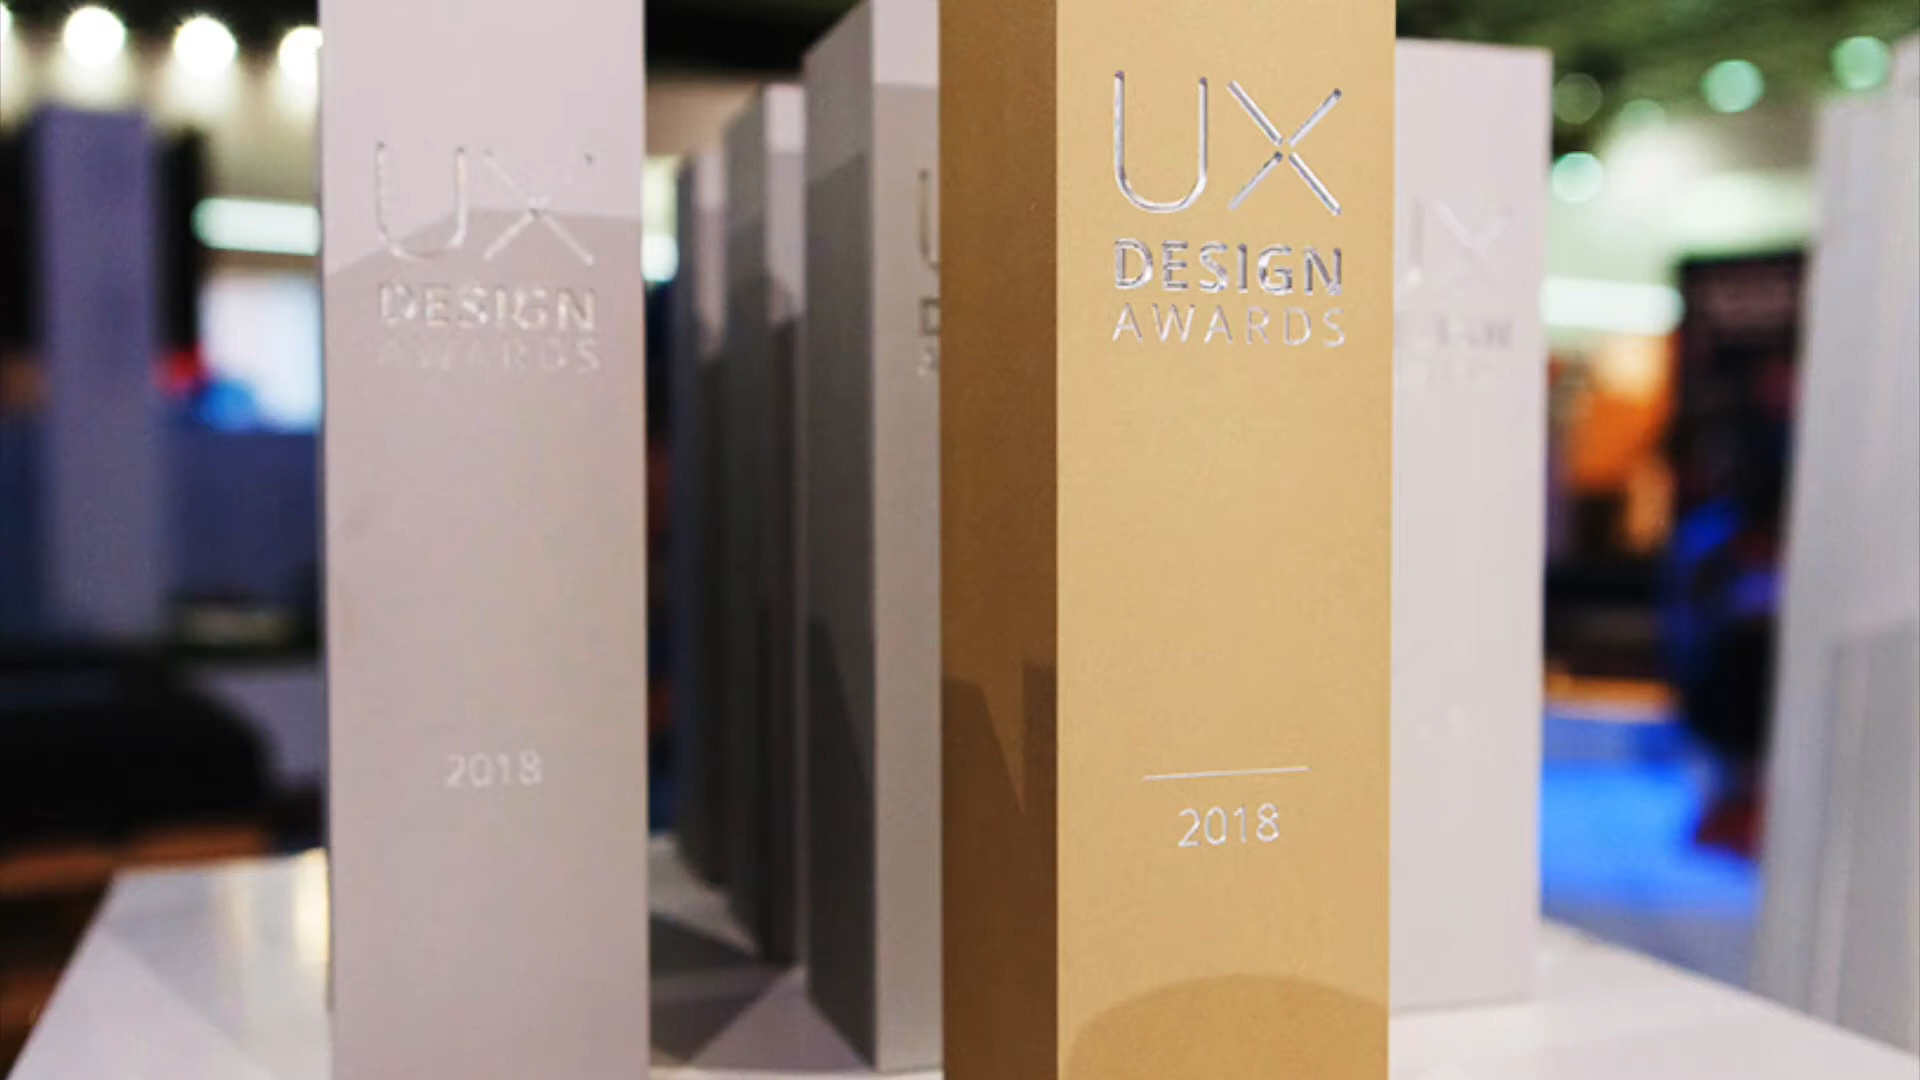 UX
DESIGN
AWARDS
2018
UX
DESIGN
AWARDS
2018